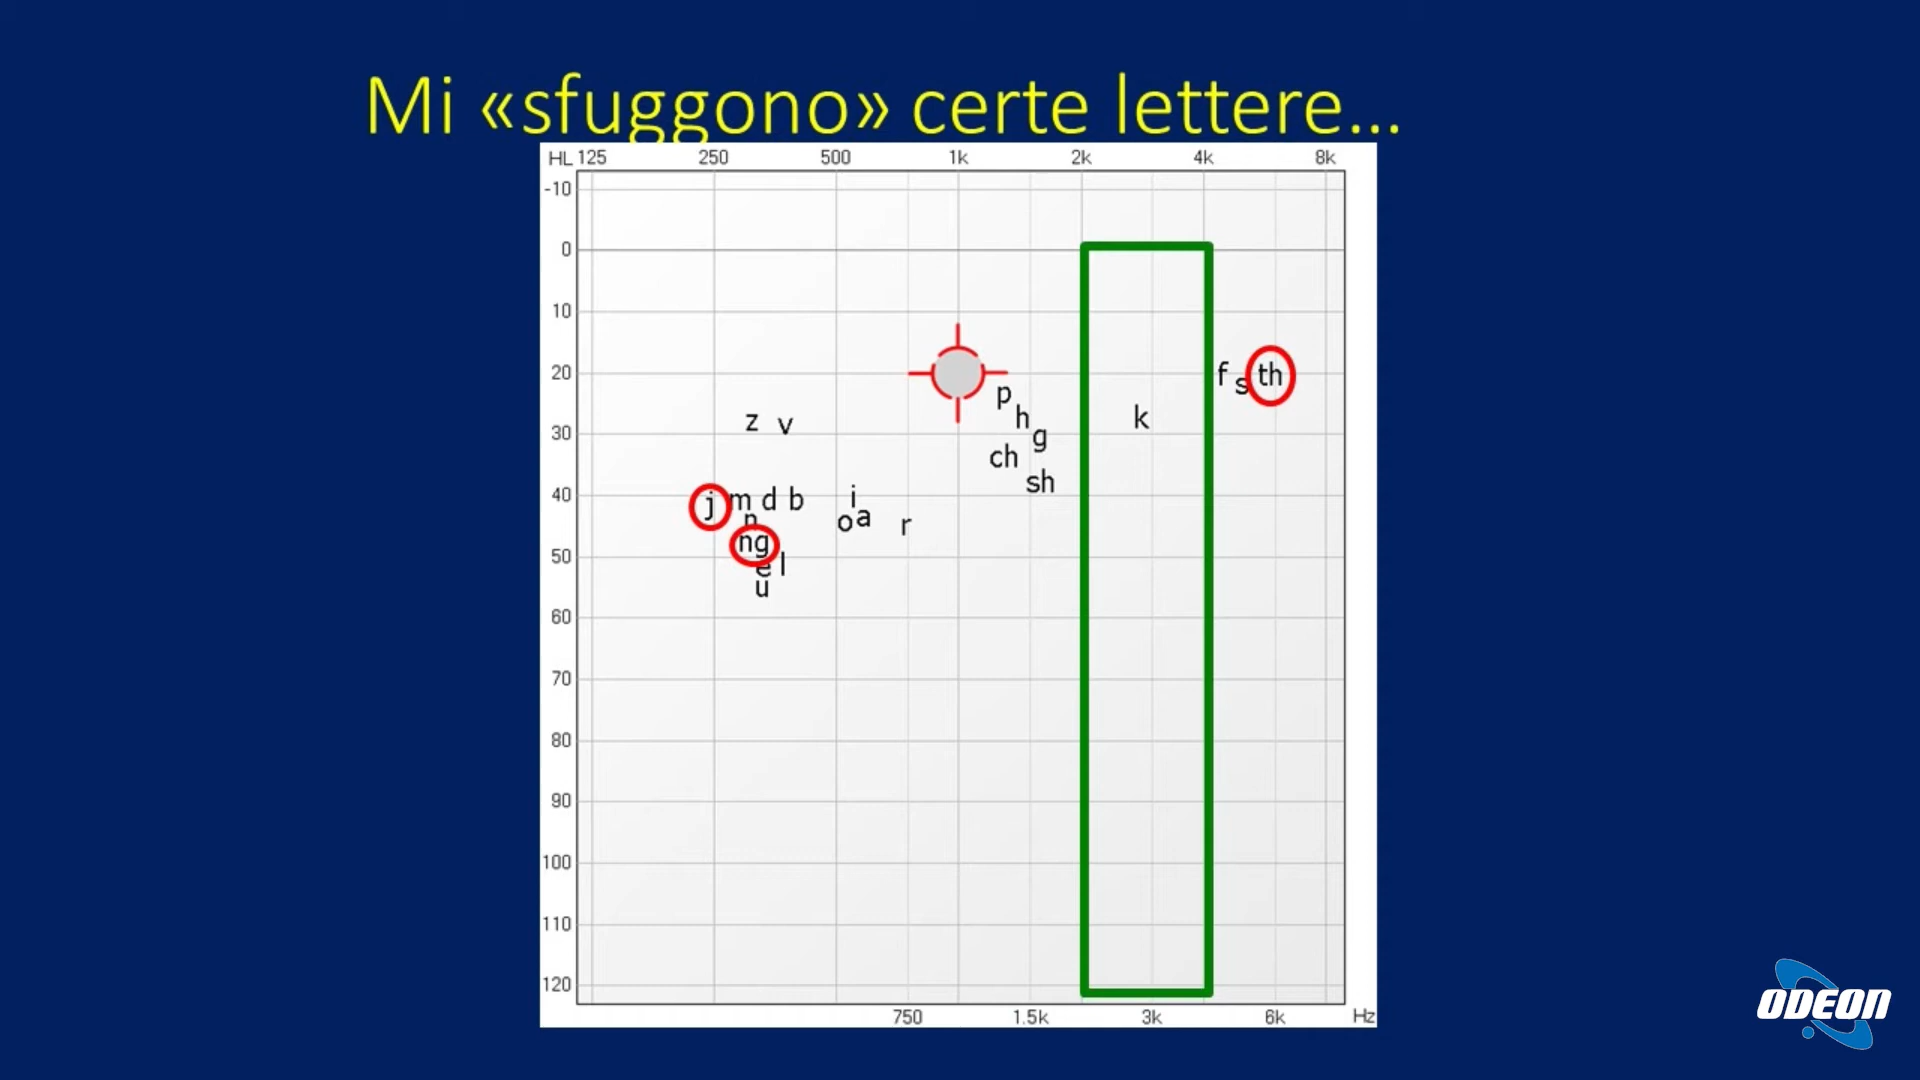 Mi «sfuggono» certe lettere...
HL 125 250 500 1k 2k 4k 8k
-10
0
10
20
30
40
50
60
70
80
90
100
110
120
f s th
p
h
k
z v
g
ch
sh
j m d b i
n o a r
ng
e l
u
750 1.5k 3k 6k Hz
ODEON